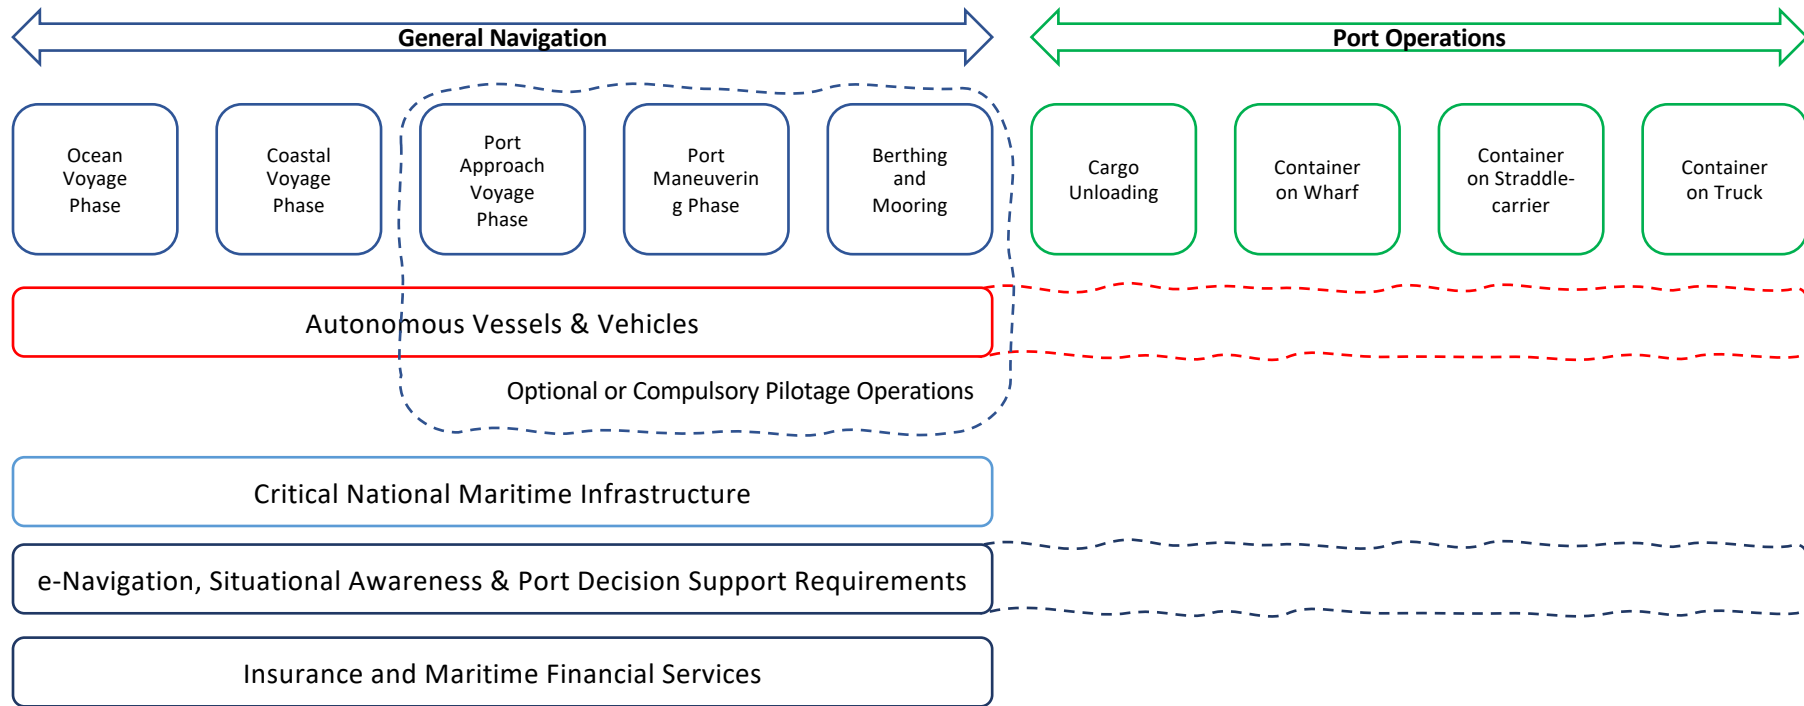 General Navigation
Port Operations
Ocean
Voyage
Phase
Coastal
Voyage
Phase
Port
Approach
Voyage
Phase
Port
Maneuverin
g Phase
Berthing
and
Mooring
Cargo
Unloading
Container
on Wharf
Container
on Straddle-
carrier
Container
on Truck
Autonomous Vessels & Vehicles
Optional or Compulsory Pilotage Operations
Critical National Maritime Infrastructure
e-Navigation, Situational Awareness & Port Decision Support Requirements
Insurance and Maritime Financial Services